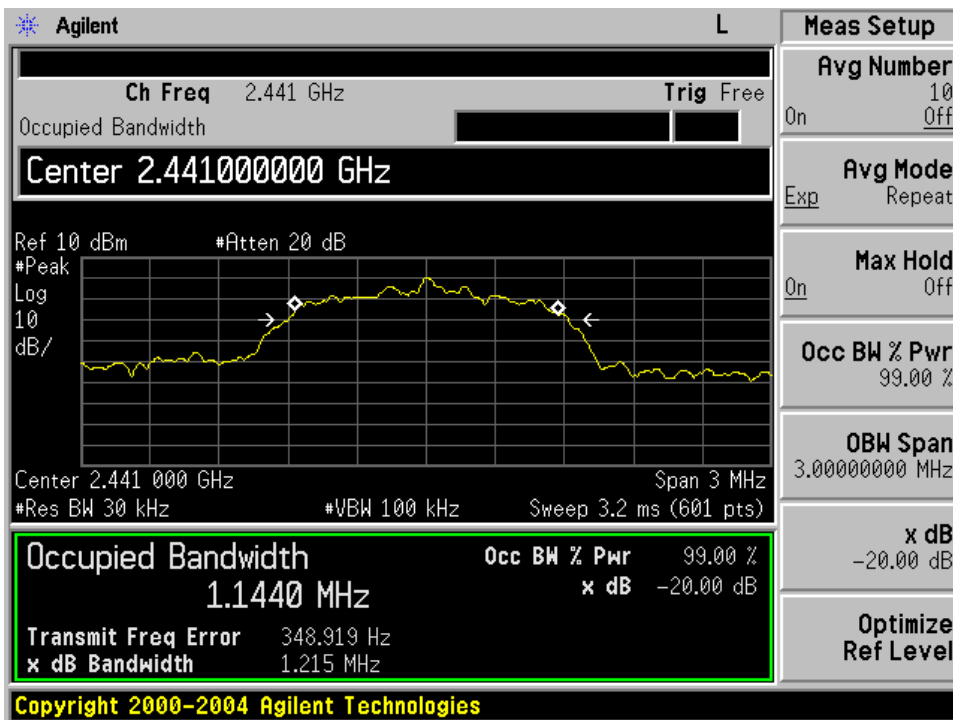 Agilent L
Ch Freq 2.441 GHz Trig Free
Occupied Bandwidth
Center 2.441000000 GHz
Ref 10 dBm #Atten 20 dB
#Peak
Log
10
dB/
Center 2.441 000 GHz Span 3 MHz
#Res BW 30 kHz #VBW 100 kHz Sweep 3.2 ms (601 pts)
Occupied Bandwidth Occ BW % Pwr 99.00 %
1.1440 MHz x dB -20.00 dB
Transmit Freq Error 348.919 Hz
x dB Bandwidth 1.215 MHz
Copyright 2000-2004 Agilent Technologies
Meas Setup
Avg Number
10
On Off
Avg Mode
Exp Repeat
Max Hold
On Off
Occ BW % Pwr
99.00 %
OBW Span
3.00000000 MHz
x dB
-20.00 dB
Optimize
Ref Level